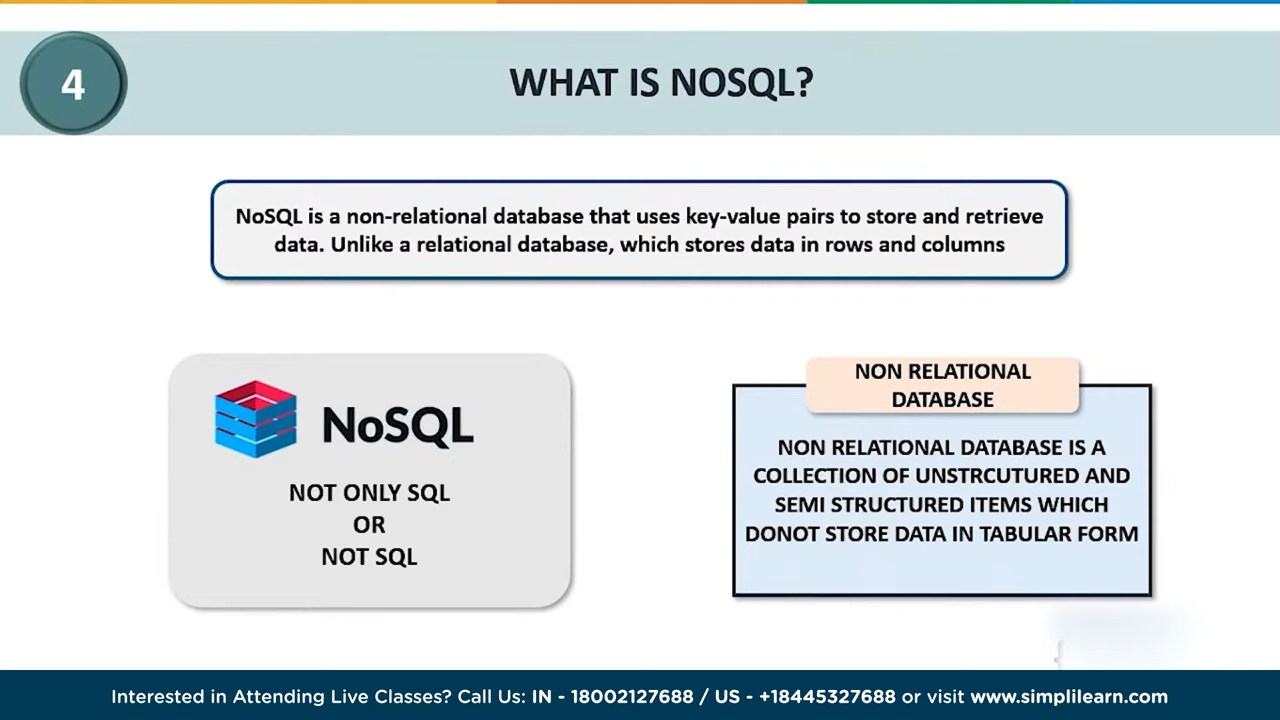 4
WHAT IS NOSQL?
NoSQL is a non-relational database that uses key-value pairs to store and retrieve
data. Unlike a relational database, which stores data in rows and columns
NoSQL
NOT ONLY SQL
OR
NOT SQL
NON RELATIONAL
DATABASE
NON RELATIONAL DATABASE IS A
COLLECTION OF UNSTRCUTURED AND
SEMI STRUCTURED ITEMS WHICH
DONOT STORE DATA IN TABULAR FORM
{
Interested in Attending Live Classes? Call Us: IN - 18002127688 / US - +18445327688 or visit www.simplilearn.com